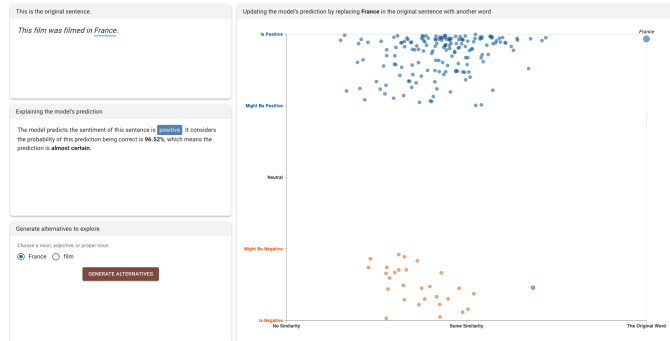 This is the original sentence.
This film was filmed in France.
Explaining the model's prediction
The model predicts the sentiment of this sentence is positive. It considers
the probability of this prediction being correct is 96.52%, which means the
prediction is almost certain.
Generate alternatives to explore
Choose a noun, adjective, or proper noun.
France film
GENERATE ALTERNATIVES
Updating the model's prediction by replacing France in the original sentence with another word
France
Is Positive
Might Be Positive
Neutral
Might Be Negative
Is Negative
No Similarity Some Similarity The Original Word